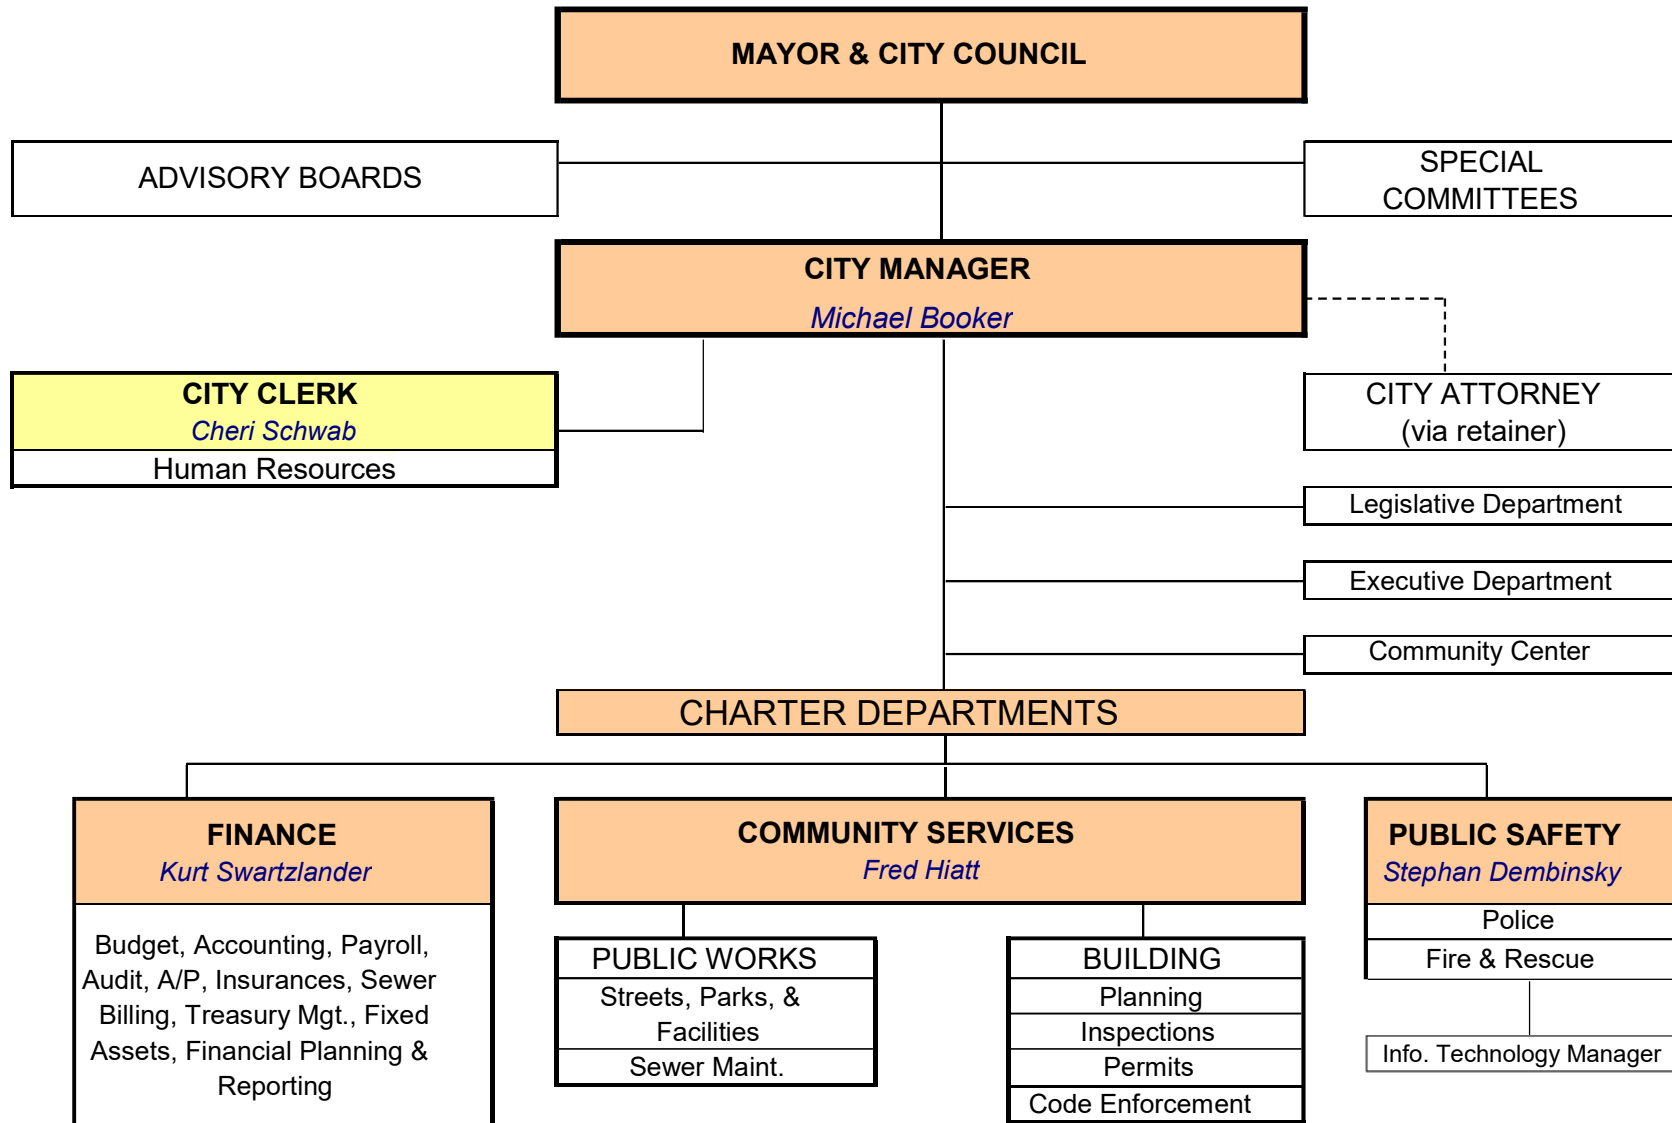 MAYOR & CITY COUNCIL
ADVISORY BOARDS
SPECIAL
COMMITTEES
CITY MANAGER
Michael Booker
CITY CLERK
Cheri Schwab
Human Resources
CITY ATTORNEY
(via retainer)
Legislative Department
Executive Department
Community Center
CHARTER DEPARTMENTS
FINANCE
Kurt Swartzlander
Budget, Accounting, Payroll,
Audit, A/P, Insurances, Sewer
Billing, Treasury Mgt., Fixed
Assets, Financial Planning &
Reporting
COMMUNITY SERVICES
Fred Hiatt
PUBLIC WORKS
Streets, Parks, &
Facilities
Sewer Maint.
BUILDING
Planning
Inspections
Permits
Code Enforcement
PUBLIC SAFETY
Stephan Dembinsky
Police
Fire & Rescue
Info. Technology Manager